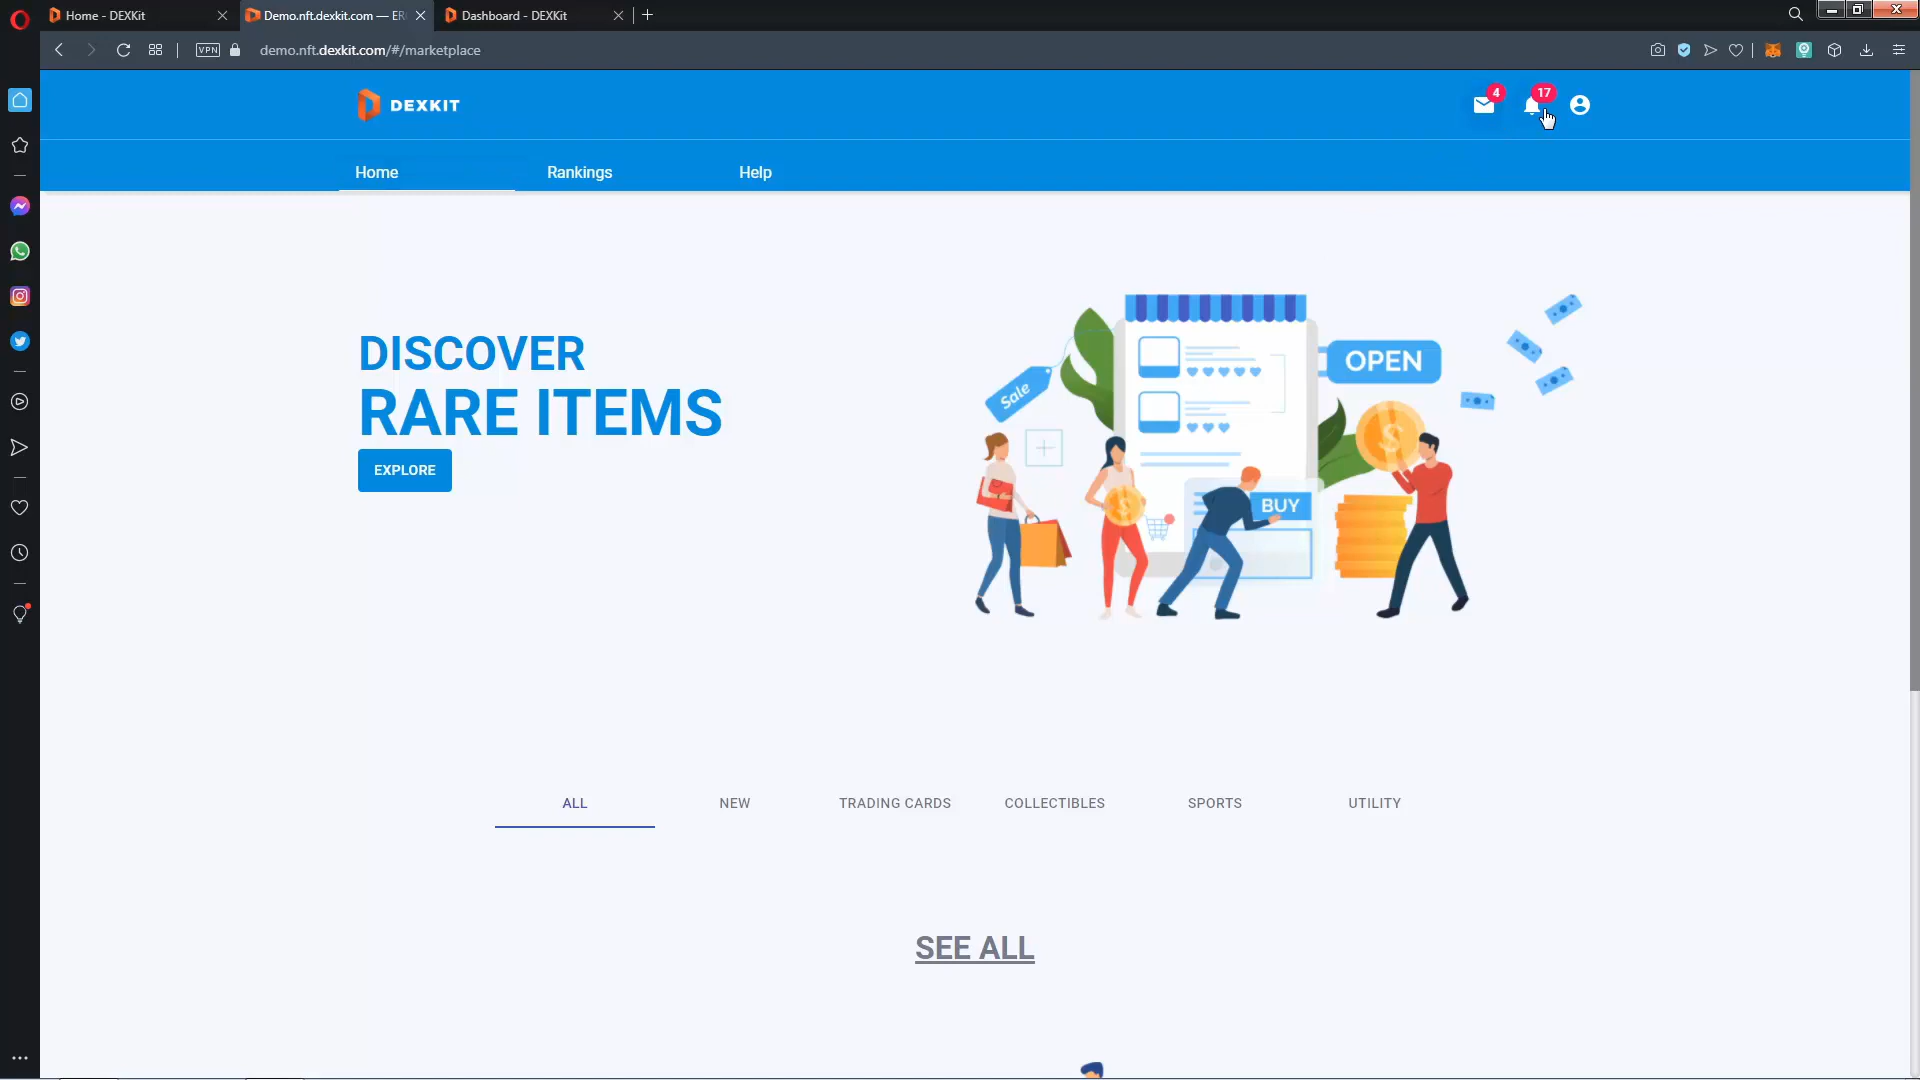 Home - DEXKit
Demo.nft.dexkit.com — ER
Dashboard - DEXKit
VPN
demo.nft.dexkit.com/#/marketplace
DEXKIT
4
17
Home
Rankings
Help
DISCOVER
RARE ITEMS
EXPLORE
Sale
OPEN
BUY
ALL
NEW
TRADING CARDS
COLLECTIBLES
SPORTS
UTILITY
SEE ALL